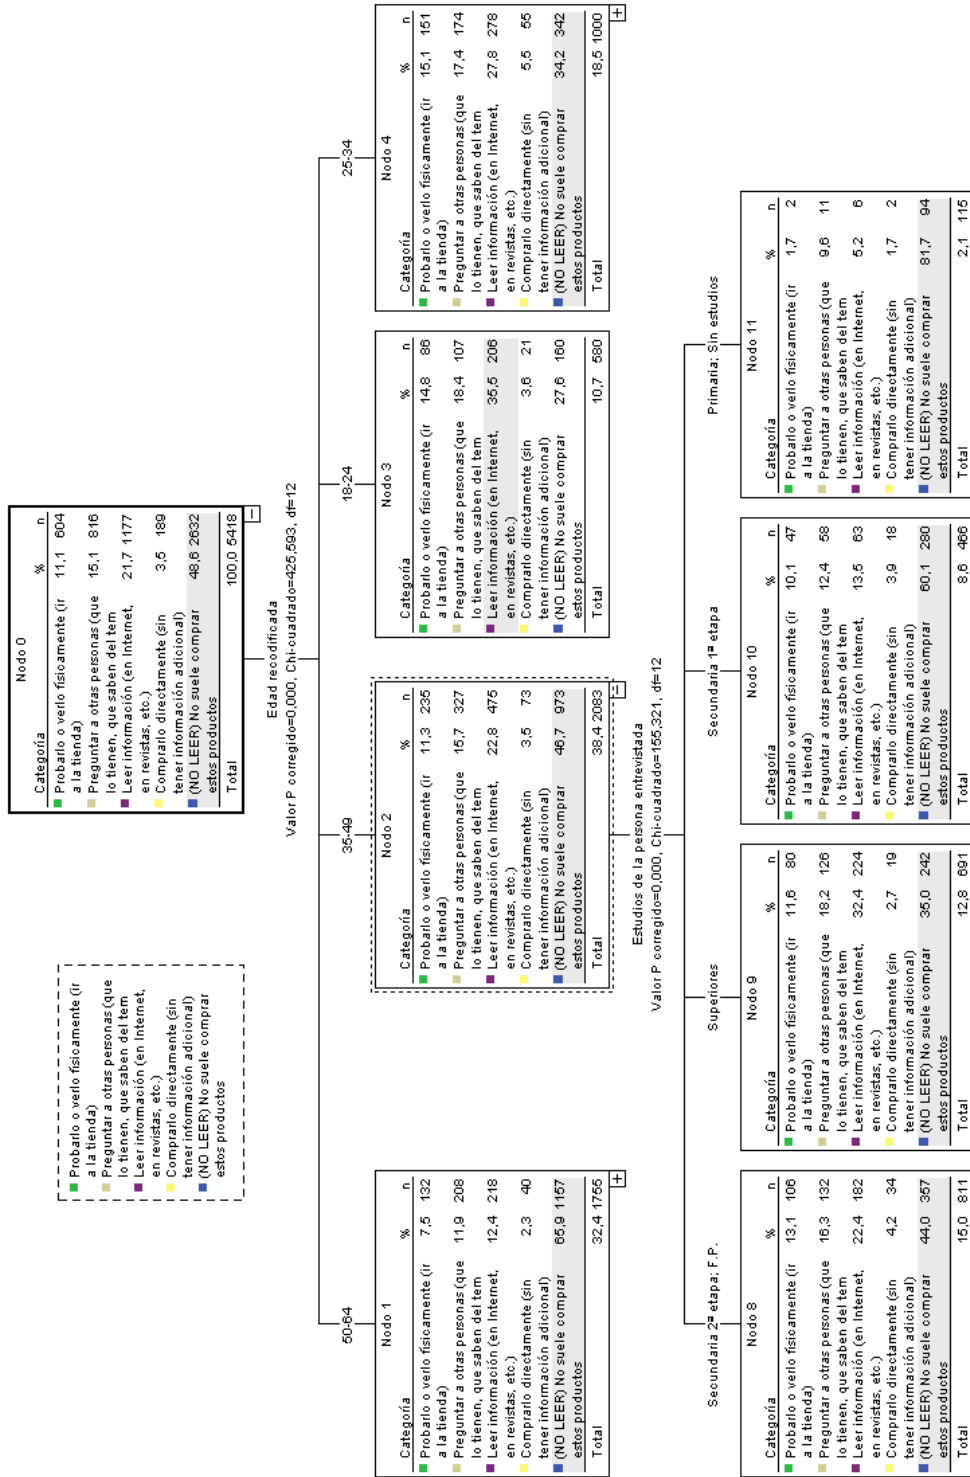 Probarlo o verlo físicamente (ir
a la tienda)
Preguntar a otras personas (que
lo tienen, que saben del tem
Leer información (en Internet,
en revistas, etc.)
Comprarlo directamente (sin
tener información adicional)
(NO LEER) No suele comprar
estos productos
Nodo 0
Categoría % n
Probarlo o verlo físicamente (ir 11,1 604
a la tienda)
Preguntar a otras personas (que 15,1 816
lo tienen, que saben del tem
Leer información (en Internet, 21,7 1177
en revistas, etc.)
Comprarlo directamente (sin 3,5 189
tener información adicional)
(NO LEER) No suele comprar 48,6 2632
estos productos
Total 100,0 5418
Edad recodificada
Valor P corregido=0,000, Chi-cuadrado=425,593, df=12
50-64
Nodo 1
Categoría % n
Probarlo o verlo físicamente (ir 7,5 132
a la tienda)
Preguntar a otras personas (que 11,9 208
lo tienen, que saben del tem
Leer información (en Internet, 12,4 218
en revistas, etc.)
Comprarlo directamente (sin 2,3 40
tener información adicional)
(NO LEER) No suele comprar 65,9 1157
estos productos
Total 32,4 1755
35-49
Nodo 2
Categoría % n
Probarlo o verlo físicamente (ir 11,3 235
a la tienda)
Preguntar a otras personas (que 15,7 327
lo tienen, que saben del tem
Leer información (en Internet, 22,8 475
en revistas, etc.)
Comprarlo directamente (sin 3,5 73
tener información adicional)
(NO LEER) No suele comprar 46,7 973
estos productos
Total 38,4 2083
18-24
Nodo 3
Categoría % n
Probarlo o verlo físicamente (ir 14,8 86
a la tienda)
Preguntar a otras personas (que 18,4 107
lo tienen, que saben del tem
Leer información (en Internet, 35,5 206
en revistas, etc.)
Comprarlo directamente (sin 3,6 21
tener información adicional)
(NO LEER) No suele comprar 27,6 160
estos productos
Total 10,7 580
25-34
Nodo 4
Categoría % n
Probarlo o verlo físicamente (ir 15,1 151
a la tienda)
Preguntar a otras personas (que 17,4 174
lo tienen, que saben del tem
Leer información (en Internet, 27,8 278
en revistas, etc.)
Comprarlo directamente (sin 5,5 55
tener información adicional)
(NO LEER) No suele comprar 34,2 342
estos productos
Total 18,5 1000
Estudios de la persona entrevistada
Valor P corregido=0,000, Chi-cuadrado=155,321, df=12
Secundaria 2ª etapa; F.P.
Nodo 8
Categoría % n
Probarlo o verlo físicamente (ir 13,1 106
a la tienda)
Preguntar a otras personas (que 16,3 132
lo tienen, que saben del tem
Leer información (en Internet, 22,4 182
en revistas, etc.)
Comprarlo directamente (sin 4,2 34
tener información adicional)
(NO LEER) No suele comprar 44,0 357
estos productos
Total 15,0 811
Superiores
Nodo 9
Categoría % n
Probarlo o verlo físicamente (ir 11,6 80
a la tienda)
Preguntar a otras personas (que 18,2 126
lo tienen, que saben del tem
Leer información (en Internet, 32,4 224
en revistas, etc.)
Comprarlo directamente (sin 2,7 19
tener información adicional)
(NO LEER) No suele comprar 35,0 242
estos productos
Total 12,8 691
Secundaria 1ª etapa
Nodo 10
Categoría % n
Probarlo o verlo físicamente (ir 10,1 47
a la tienda)
Preguntar a otras personas (que 12,4 58
lo tienen, que saben del tem
Leer información (en Internet, 13,5 63
en revistas, etc.)
Comprarlo directamente (sin 3,9 18
tener información adicional)
(NO LEER) No suele comprar 60,1 280
estos productos
Total 8,6 466
Primaria; Sin estudios
Nodo 11
Categoría % n
Probarlo o verlo físicamente (ir 1,7 2
a la tienda)
Preguntar a otras personas (que 9,6 11
lo tienen, que saben del tem
Leer información (en Internet, 5,2 6
en revistas, etc.)
Comprarlo directamente (sin 1,7 2
tener información adicional)
(NO LEER) No suele comprar 81,7 94
estos productos
Total 2,1 115